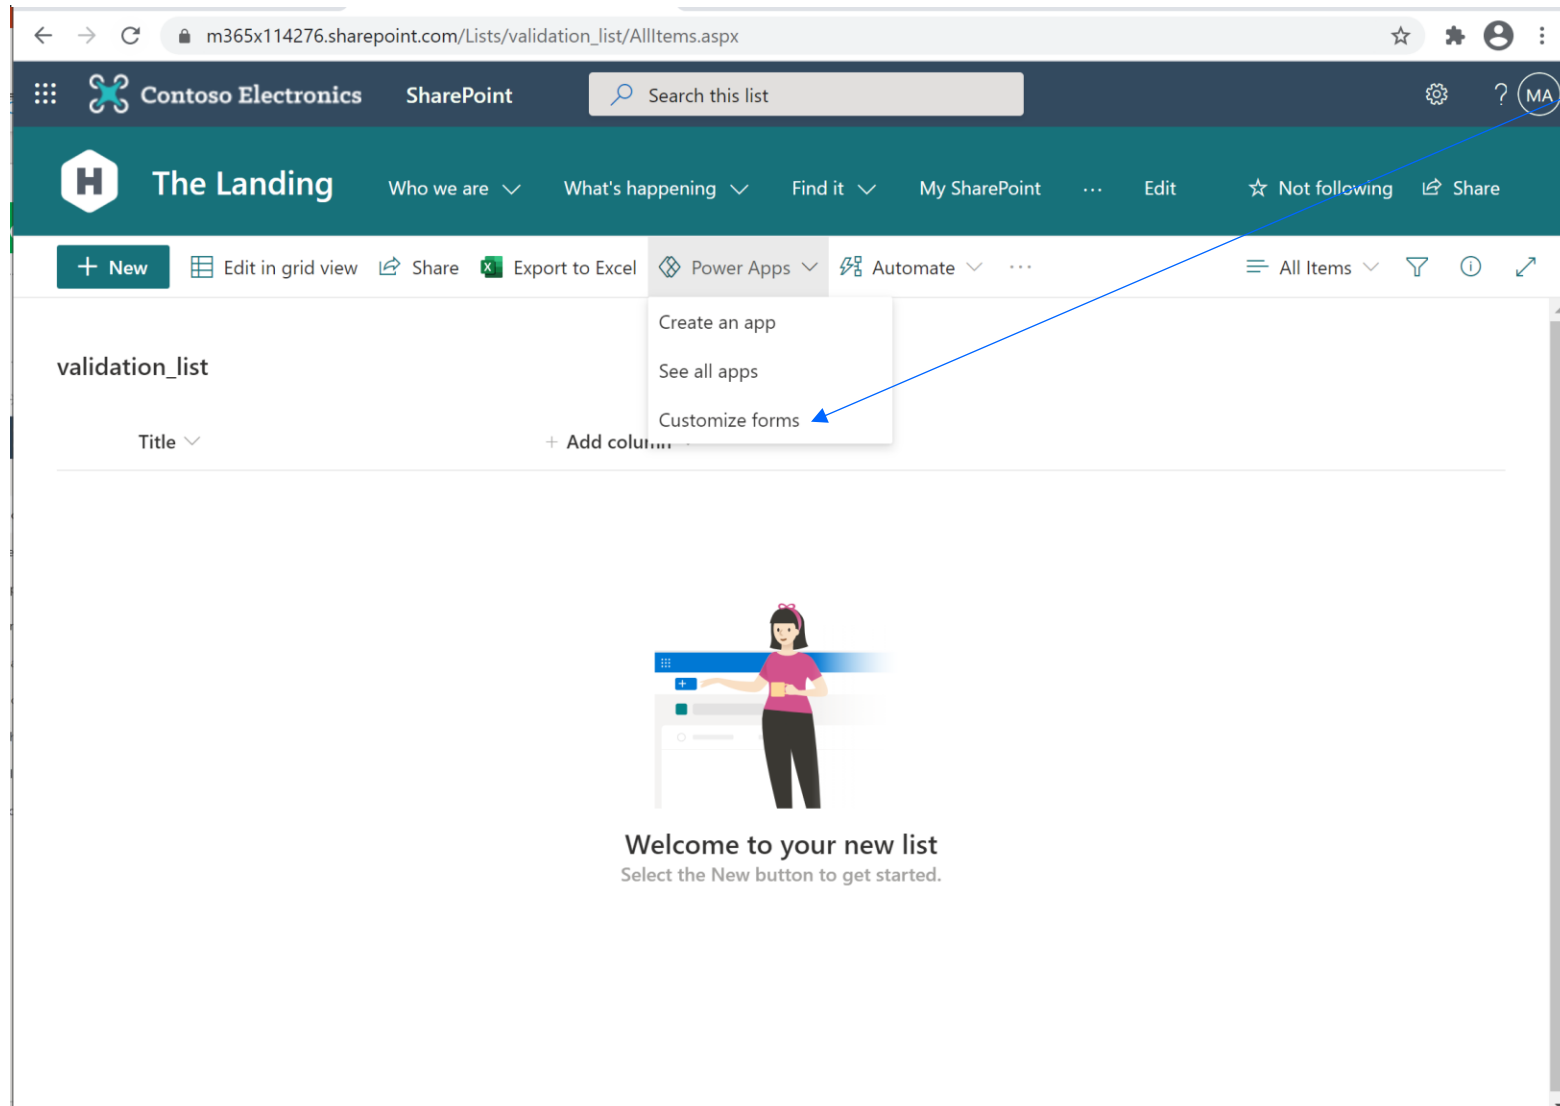 m365x114276.sharepoint.com/Lists/validation_list/AllItems.aspx
Contoso Electronics SharePoint Search this list ? MA
H The Landing Who we are What's happening Find it My SharePoint ... Edit Not following Share
+ New Edit in grid view Share Export to Excel Power Apps Automate ... All Items
Create an app
See all apps
Customize forms
validation_list
Title + Add column
Welcome to your new list
Select the New button to get started.